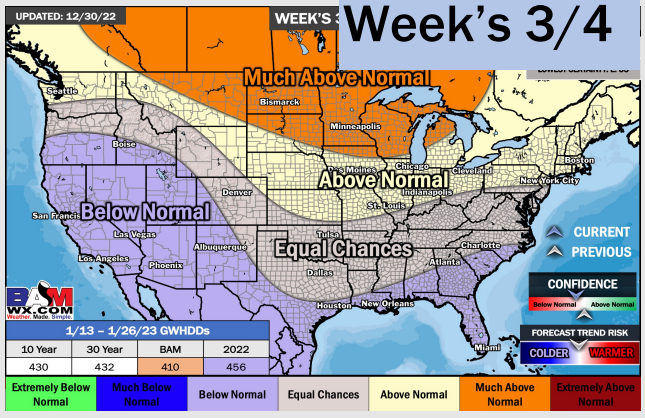 UPDATED: 12/30/22
WEEK'S 3
Week's 3/4
Much Above Normal
Seattle
Bismarck
Minneapolis
Boise
Des Moines
Chicago
Cleveland
Boston
Above Normal
New York City
Denver
Indianapolis
St. Louis
San Francis
Below Normal
Las Vegas
Tulsa
Albuquerque
Equal Chances
Charlotte
CURRENT
PREVIOUS
Los Angeles
Phoenix
Dallas
Atlanta
Houston
New Orleans
CONFIDENCE
Below Normal
Above Normal
BAM
WX.COM
Weather. Made. Simple.
1/13 – 1/26/23 GWHDDs
10 Year 30 Year BAM 2022
430 432 410 456
FORECAST TREND RISK
COLDER WARMER
Miami
Extremely Below Normal
Much Below Normal
Below Normal
Equal Chances
Above Normal
Much Above Normal
Extremely Above Normal